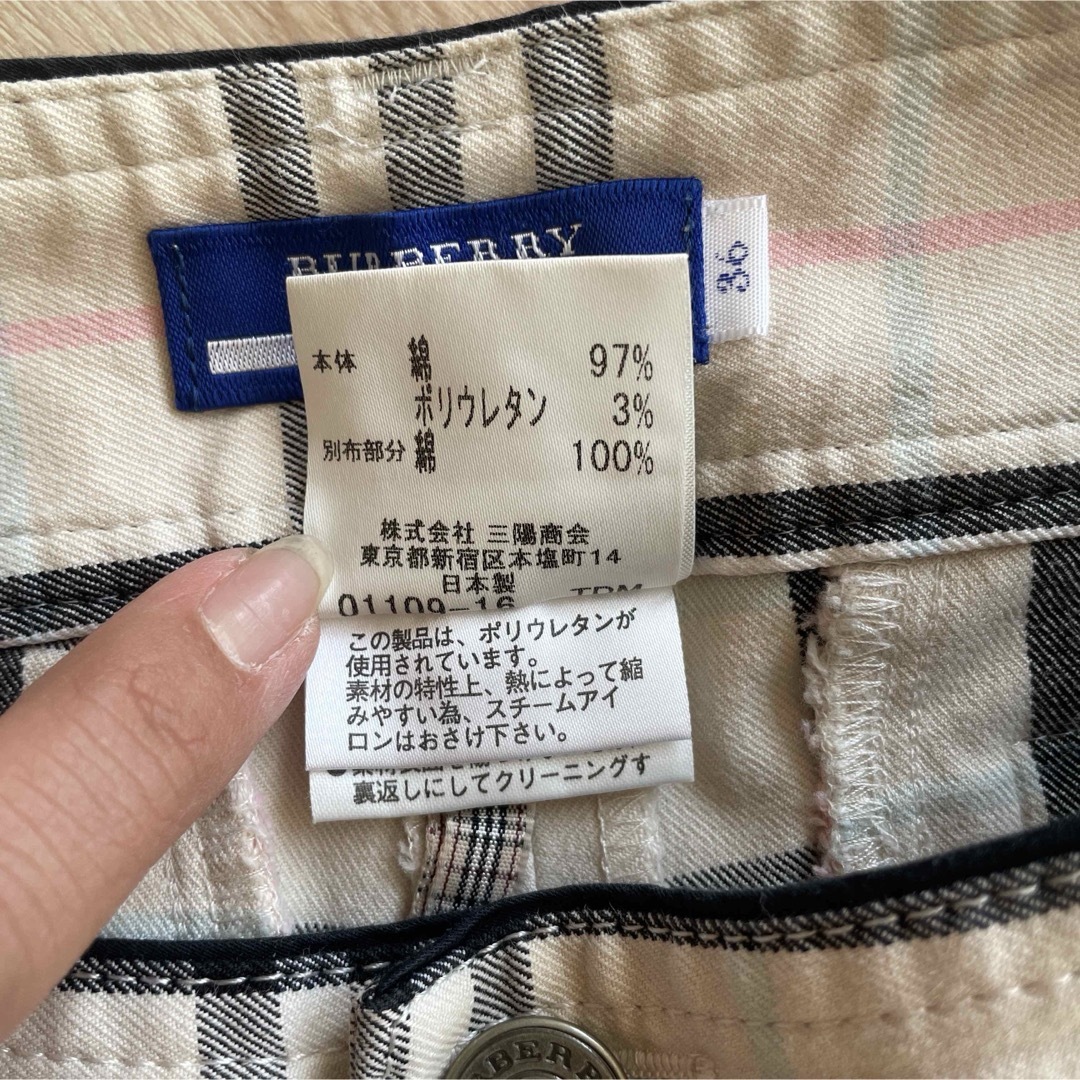 BURBERRY
36
本体 綿 97%
ポリウレタン 3%
別布部分 綿 100%
株式会社 三陽商会
東京都新宿区本塩町14
日本製
01109-16 TBM
この製品は、ポリウレタンが
使用されています。
素材の特性上、熱によって縮
みやすい為、スチームアイ
ロンはおさけ下さい。
裏返しにしてクリーニングす